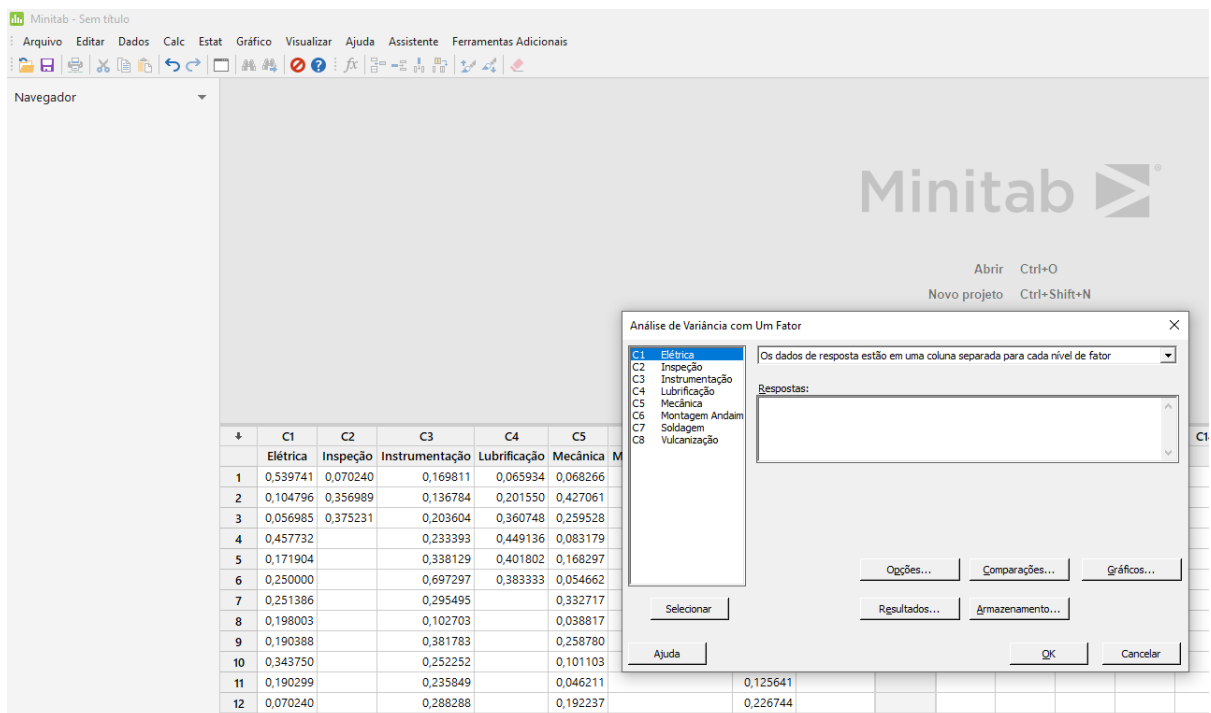 Minitab - Sem título
Arquivo Editar Dados Calc Estat Gráfico Visualizar Ajuda Assistente Ferramentas Adicionais
fx
Navegador
Minitab
Abrir Ctrl+O
Novo projeto Ctrl+Shift+N
Análise de Variância com Um Fator
C1 Elétrica
C2 Inspeção
C3 Instrumentação
C4 Lubrificação
C5 Mecânica
C6 Montagem Andaim
C7 Soldagem
C8 Vulcanização
Os dados de resposta estão em uma coluna separada para cada nível de fator
Respostas:
Opções... Comparações... Gráficos...
Selecionar Resultados... Armazenamento...
Ajuda OK Cancelar
C1 C2 C3 C4 C5
Elétrica Inspeção Instrumentação Lubrificação Mecânica M
1 0,539741 0,070240 0,169811 0,065934 0,068266
2 0,104796 0,356989 0,136784 0,201550 0,427061
3 0,056985 0,375231 0,203604 0,360748 0,259528
4 0,457732 0,233393 0,449136 0,083179
5 0,171904 0,338129 0,401802 0,168297
6 0,250000 0,697297 0,383333 0,054662
7 0,251386 0,295495 0,332717
8 0,198003 0,102703 0,038817
9 0,190388 0,381783 0,258780
10 0,343750 0,252252 0,101103
11 0,190299 0,235849 0,046211 0,125641
12 0,070240 0,288288 0,192237 0,226744